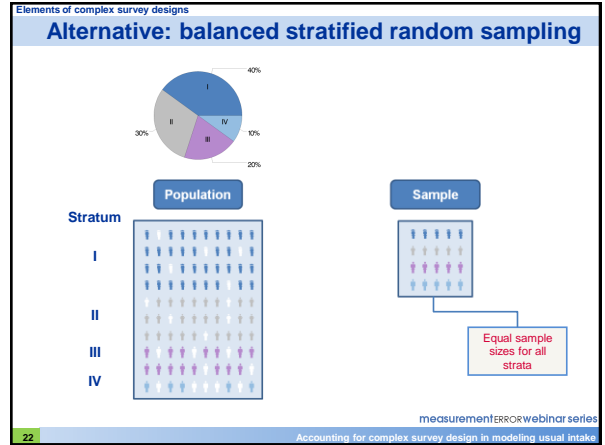 Elements of complex survey designs
Alternative: balanced stratified random sampling
40%
I
II
IV
30%
10%
III
20%
Population
Sample
Stratum
I
II
III
IV
Equal sample
sizes for all
strata
measurementERRORwebinar series
22
Accounting for complex survey design in modeling usual intake